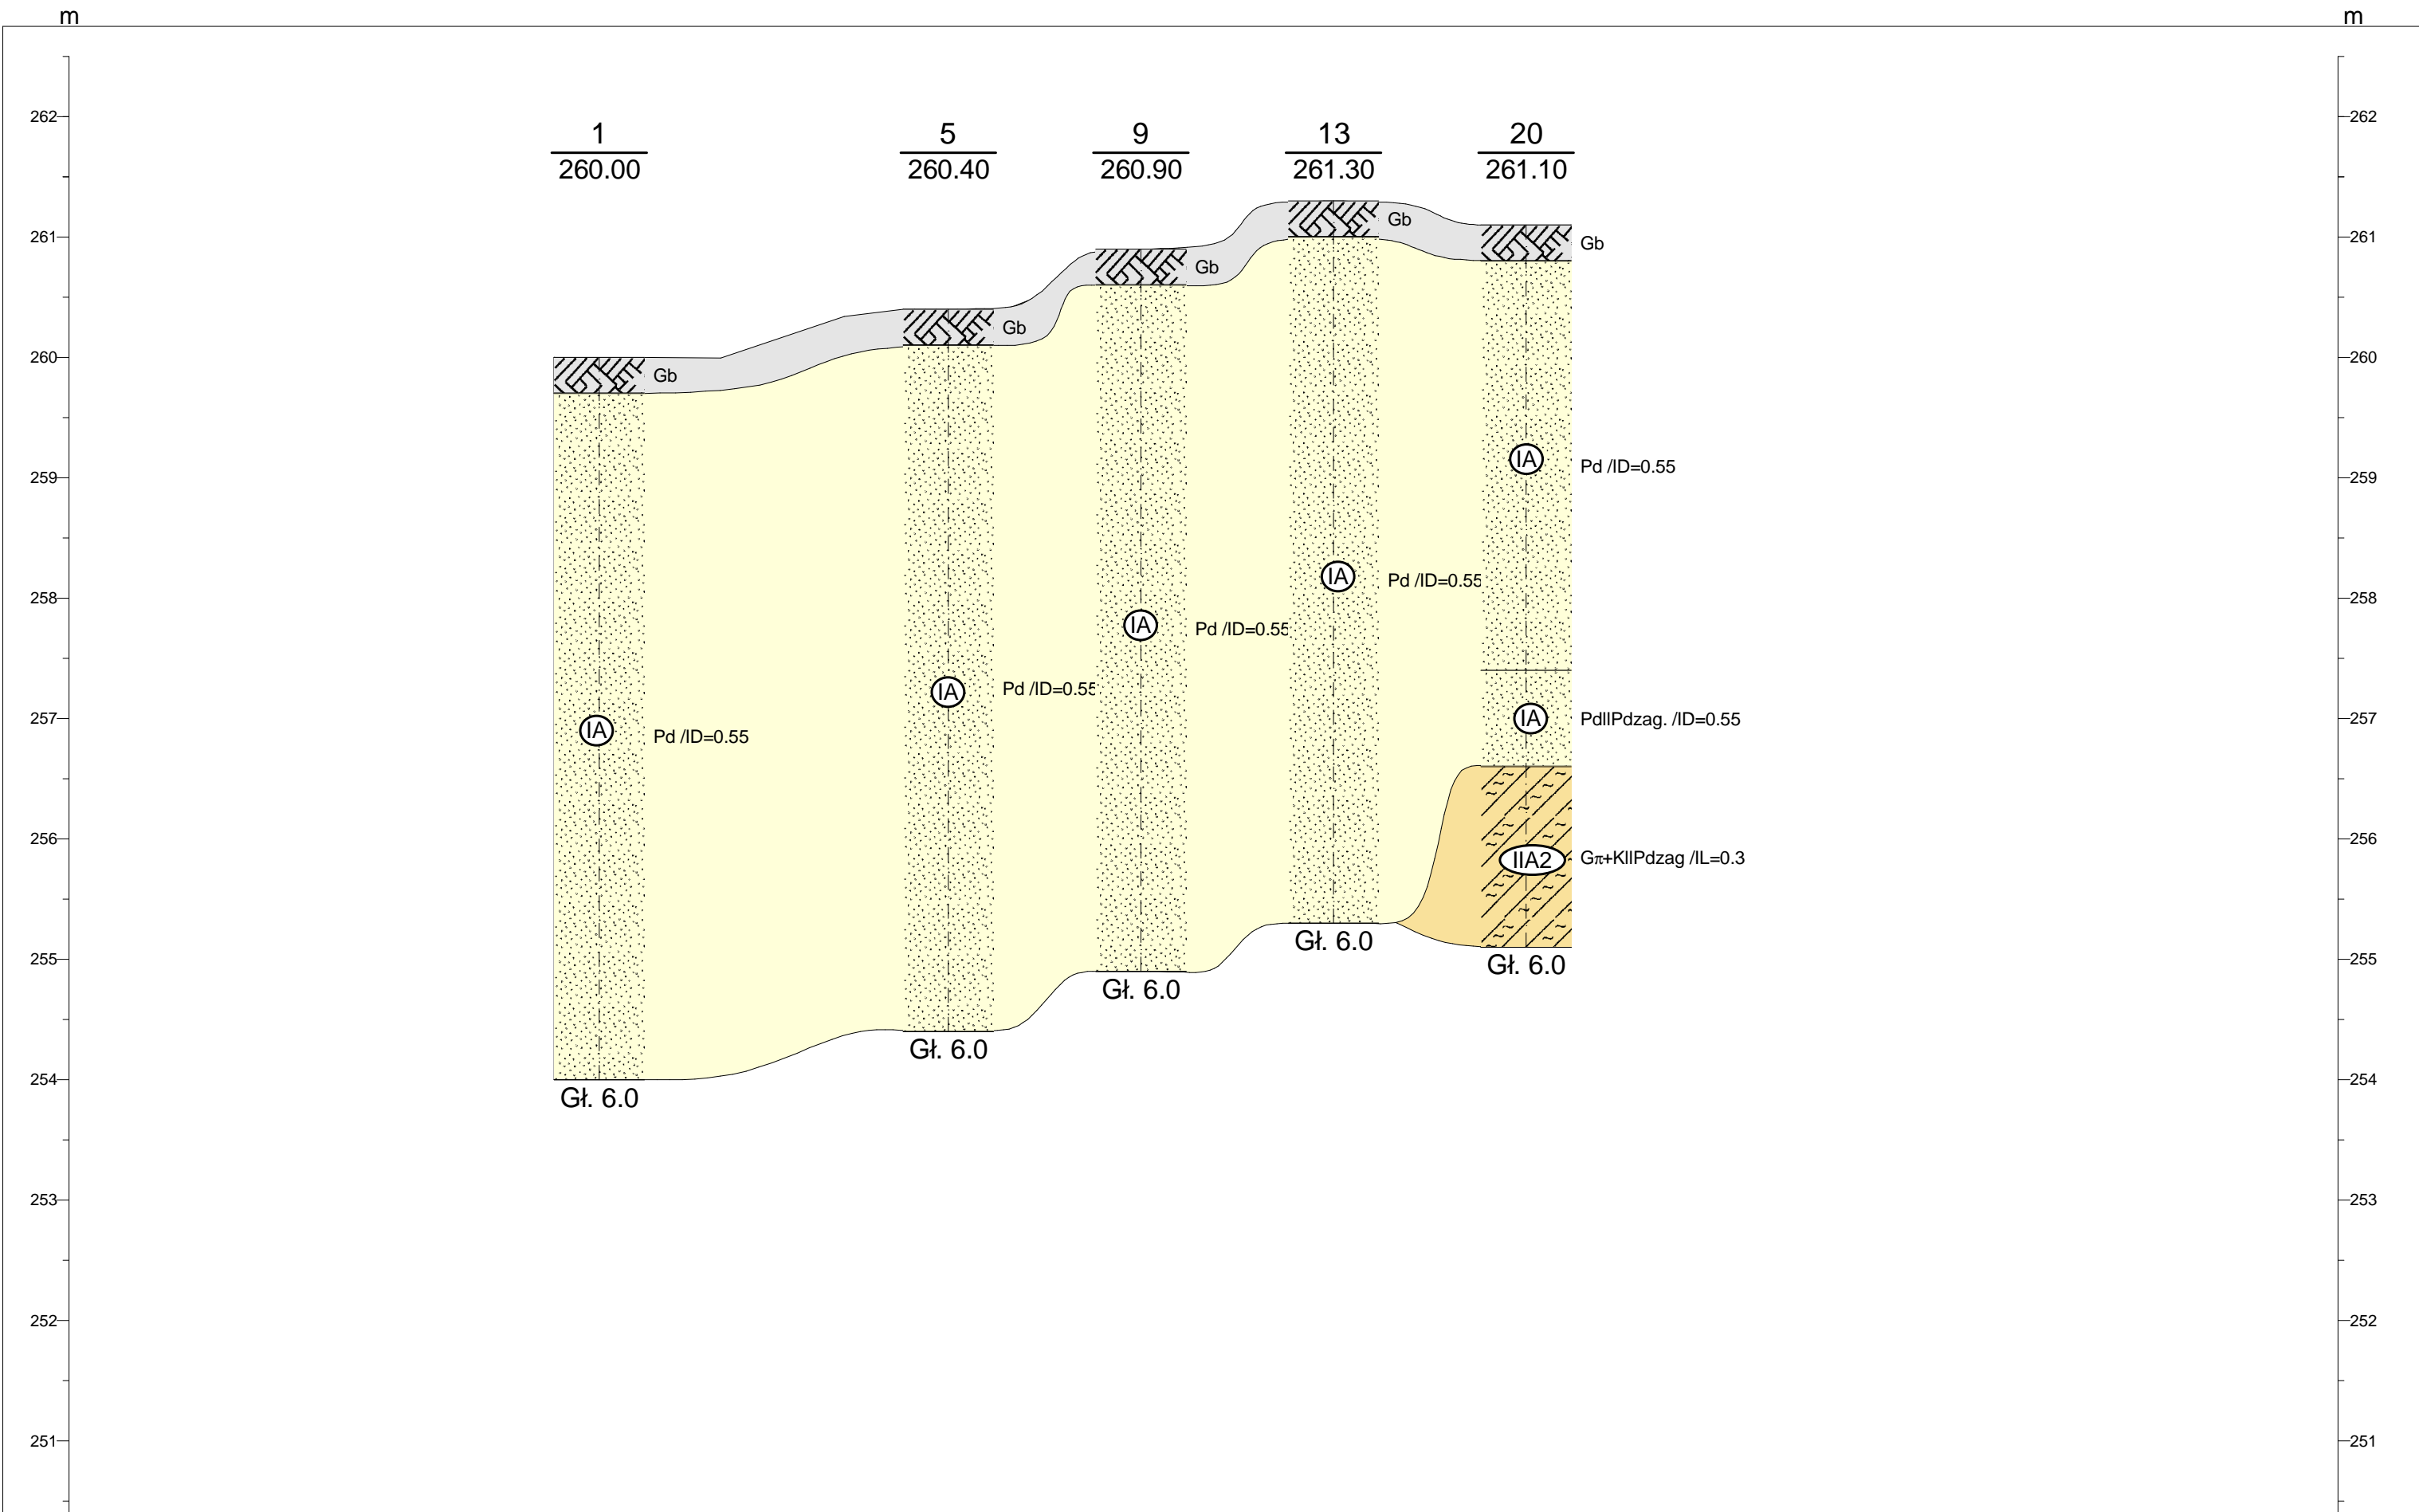 m m
262 262
1 5 9 13 20
260.00 260.40 260.90 261.30 261.10
Gb
261 Gb 261
Gb
Gb
260 260
Gb
IA Pd /ID=0.55
259 259
IA Pd /ID=0.55
258 258
IA Pd /ID=0.55
IA Pd /ID=0.55
257 IA PdllPdzag. /ID=0.55 257
IA Pd /ID=0.55
256 256
IIA2 Gπ+KllPdzag /IL=0.3
Gł. 6.0
255 Gł. 6.0 255
Gł. 6.0
Gł. 6.0
254 254
Gł. 6.0
253 253
252 252
251 251